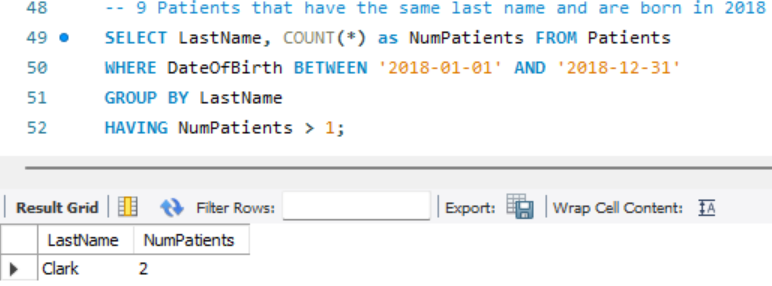 48 -- 9 Patients that have the same last name and are born in 2018
49 SELECT LastName, COUNT(*) as NumPatients FROM Patients
50 WHERE DateOfBirth BETWEEN '2018-01-01' AND '2018-12-31'
51 GROUP BY LastName
52 HAVING NumPatients > 1;
Result Grid Filter Rows: Export: Wrap Cell Content: IA
LastName NumPatients
Clark 2